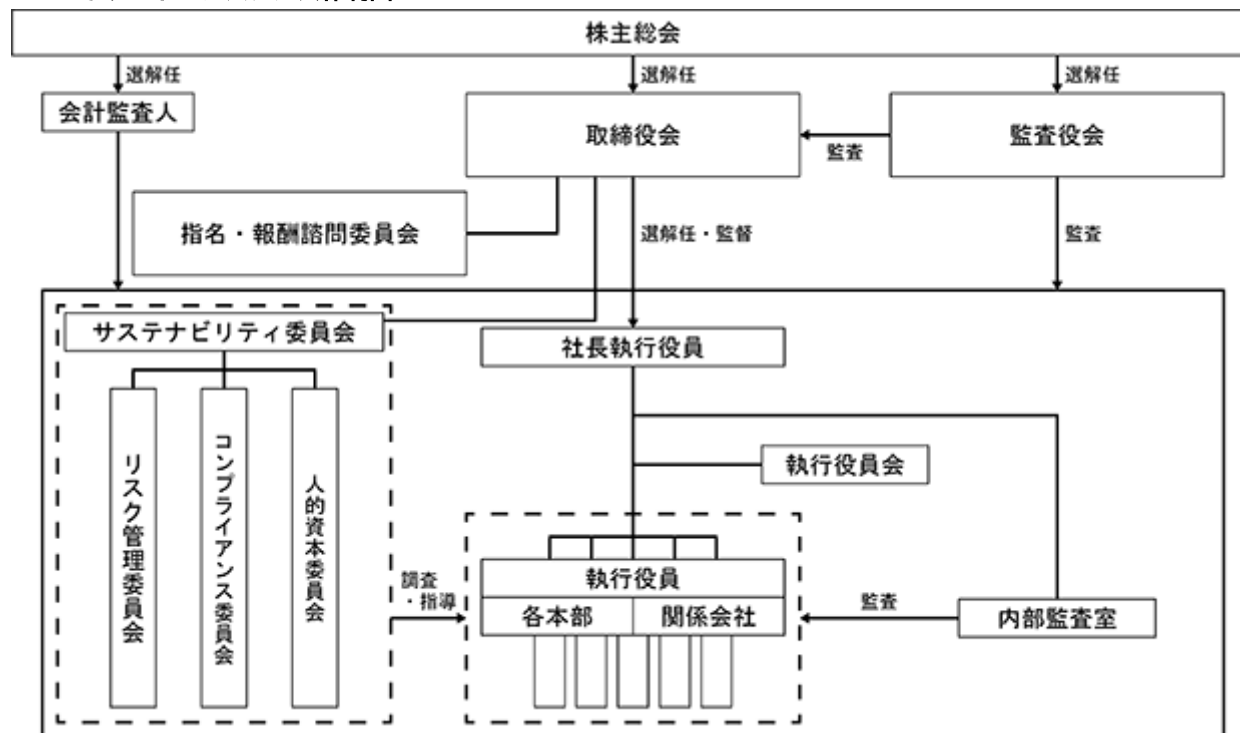 株主総会
選解任
選解任
選解任
会計監査人
取締役会
監査役会
監査
指名・報酬諮問委員会
選解任・監督
監査
サステナビリティ委員会
社長執行役員
リスク管理委員会
コンプライアンス委員会
人的資本委員会
執行役員会
調査
・指導
執行役員
各本部
関係会社
監査
内部監査室